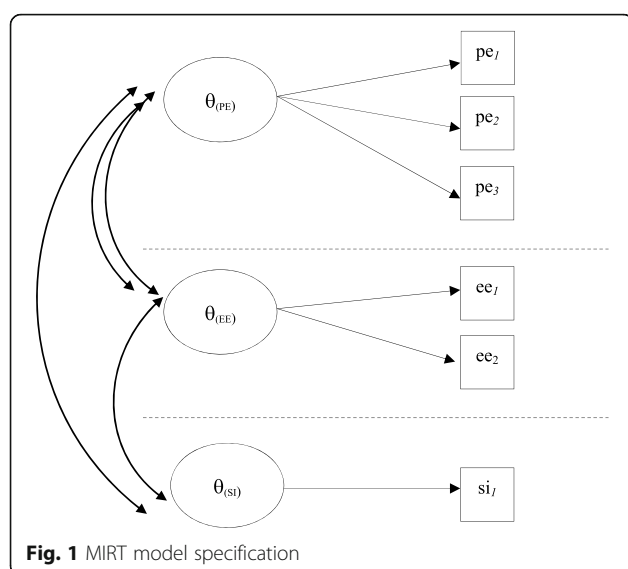 pe1
θ(PE)
pe2
pe3
ee1
θ(EE)
ee2
θ(SI)
si1
Fig. 1 MIRT model specification